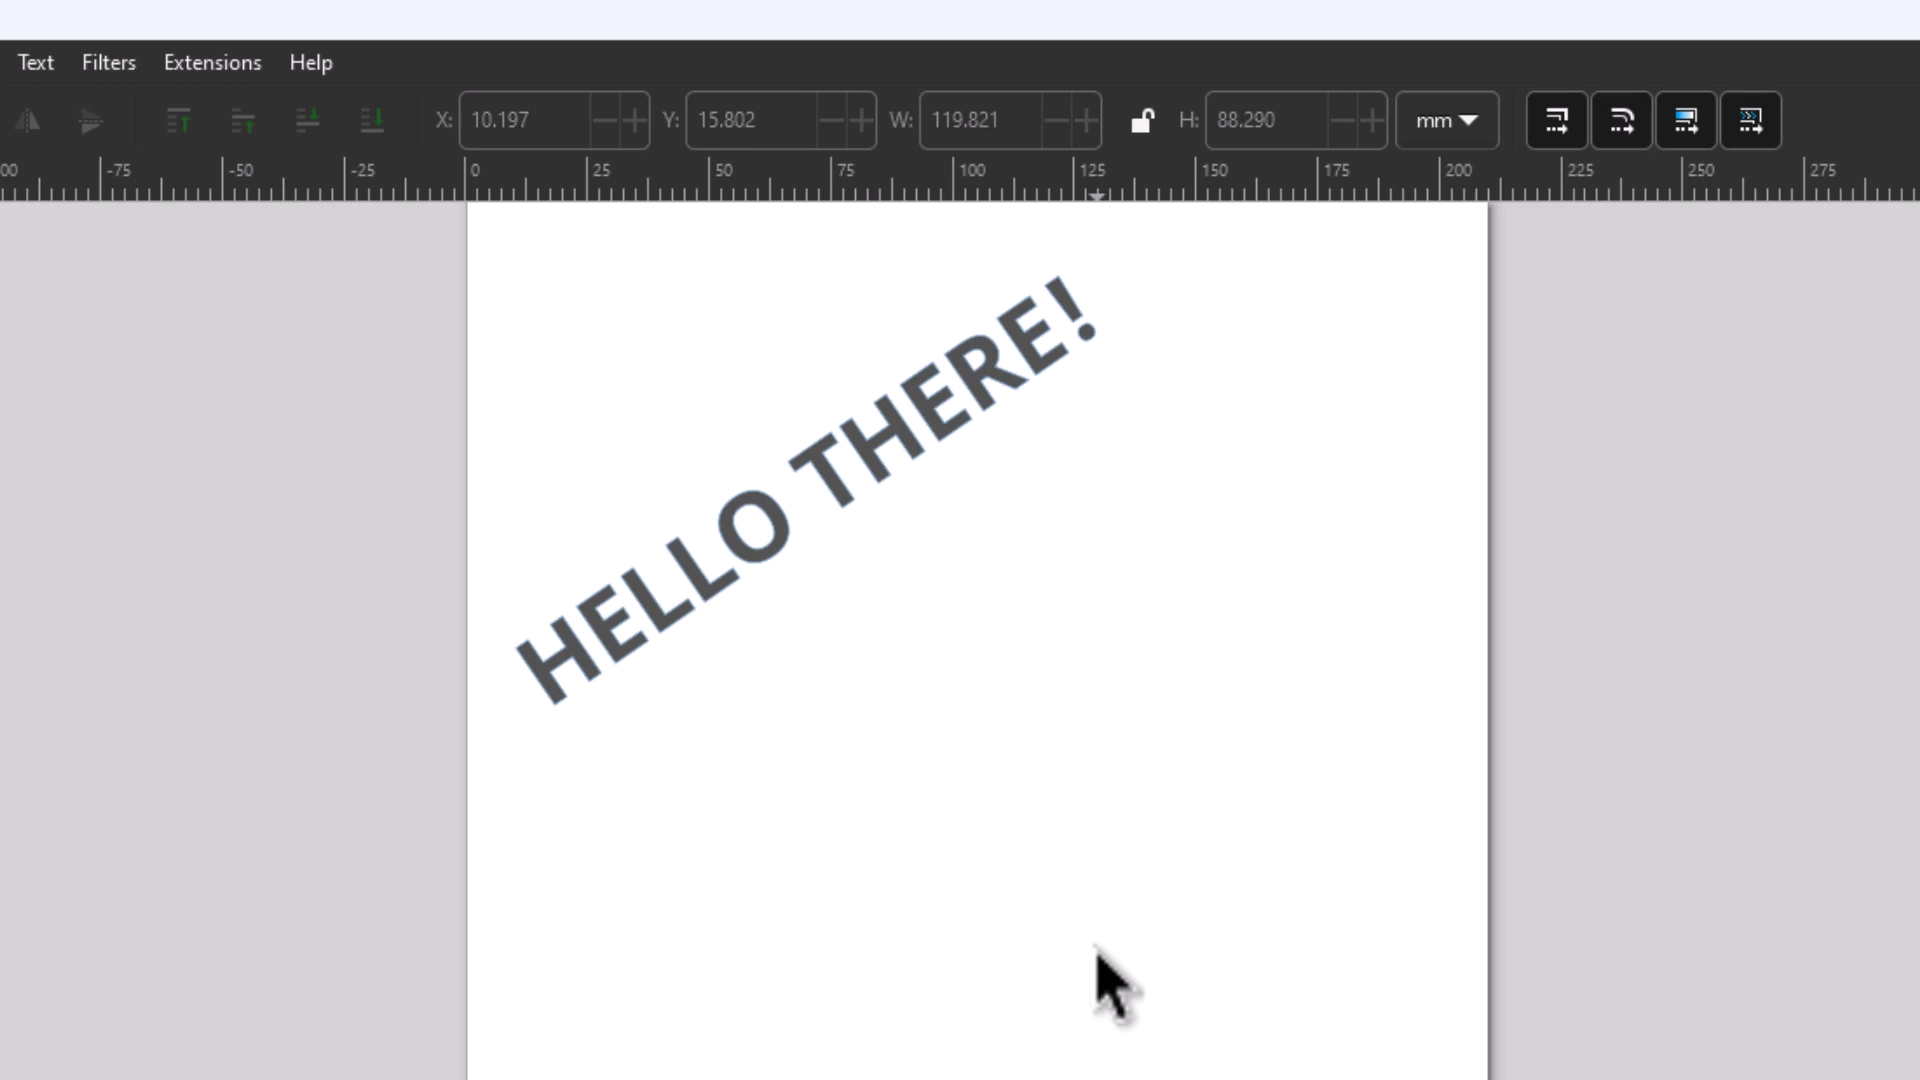 Text Filters Extensions Help
X: 10.197 Y: 15.802 W: 119.821 H: 88.290 mm
00 -75 -50 -25 0 25 50 75 100 125 150 175 200 225 250 275
HELLO THERE!